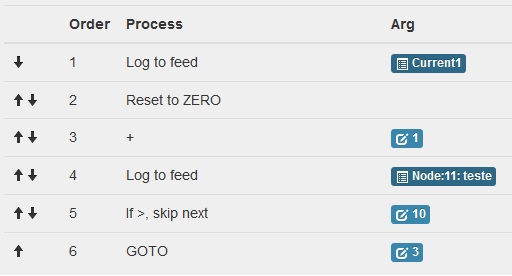 Order Process Arg
1 Log to feed Current1
2 Reset to ZERO
3 + 1
4 Log to feed Node:11: teste
5 If >, skip next 10
6 GOTO 3